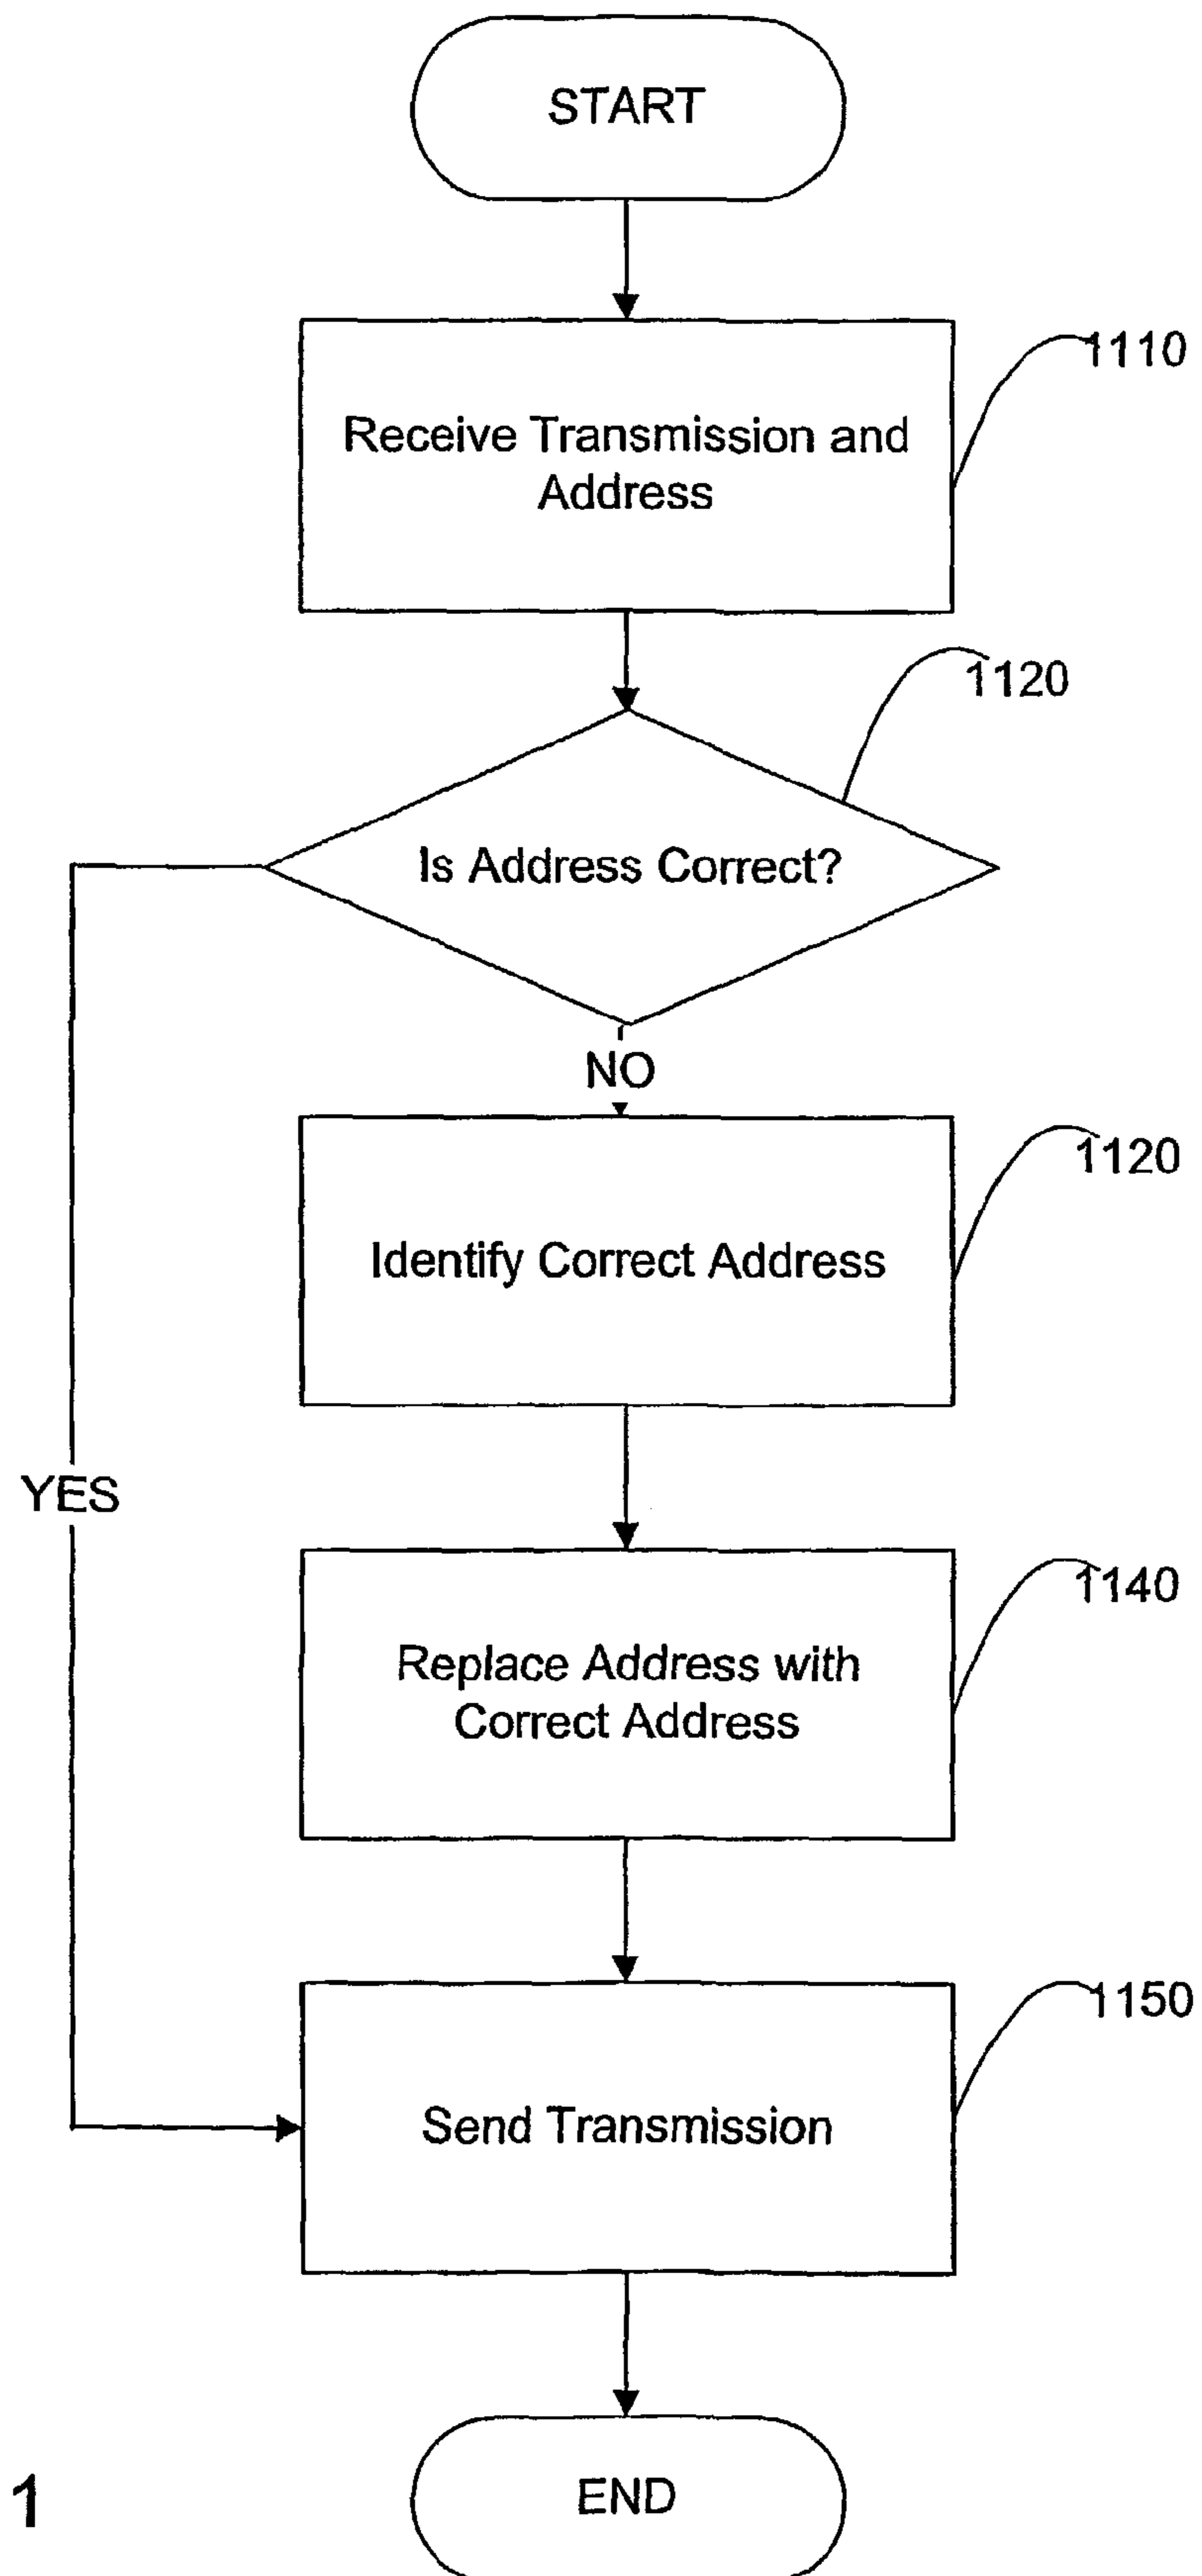 START
1110
Receive Transmission and
Address
1120
Is Address Correct?
NO
1120
Identify Correct Address
YES
1140
Replace Address with
Correct Address
1150
Send Transmission
END
1